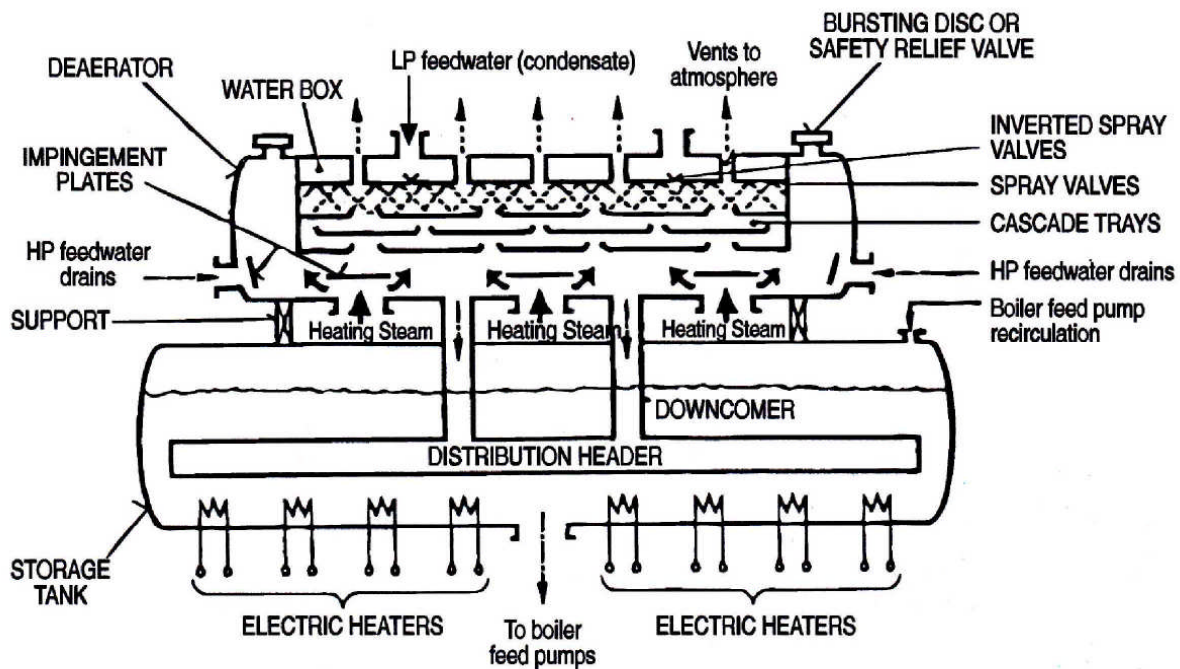 BURSTING DISC OR
SAFETY RELIEF VALVE
DEAERATOR
LP feedwater (condensate)
Vents to
atmosphere
WATER BOX
IMPINGEMENT
PLATES
INVERTED SPRAY
VALVES
SPRAY VALVES
CASCADE TRAYS
HP feedwater
drains
HP feedwater drains
SUPPORT
Heating Steam
Heating Steam
Heating Steam
Boiler feed pump
recirculation
DOWNCOMER
DISTRIBUTION HEADER
STORAGE
TANK
ELECTRIC HEATERS
To boiler
feed pumps
ELECTRIC HEATERS